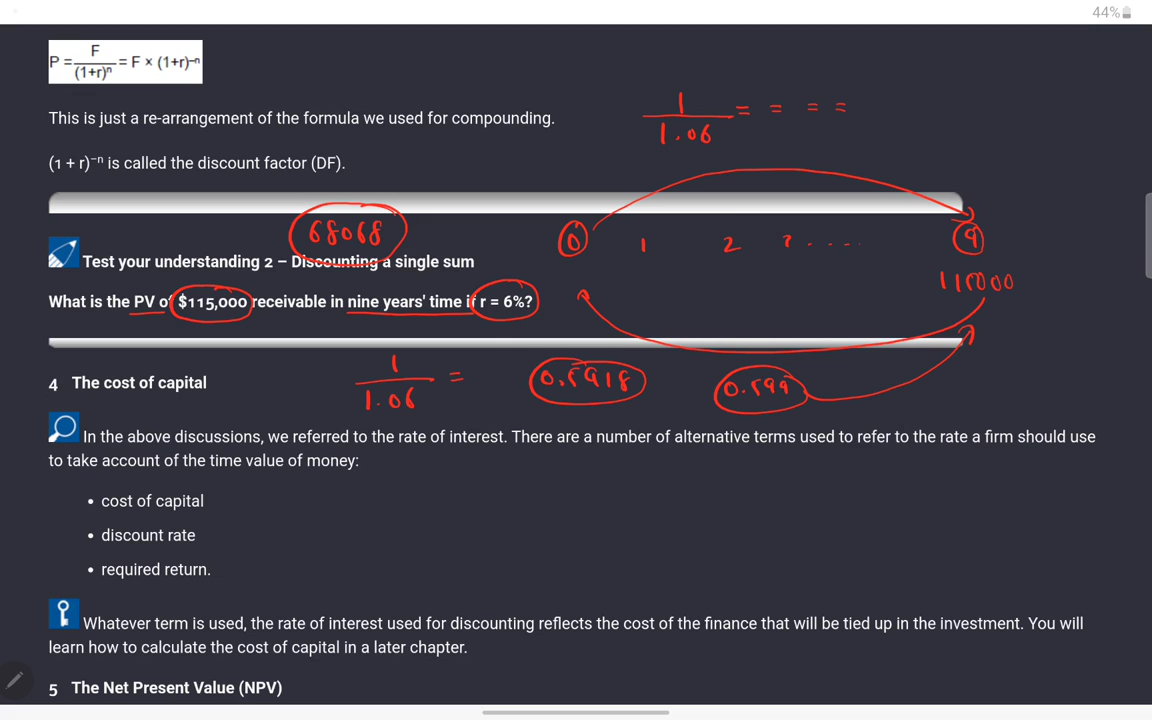 44%
P = F/(1+r)ⁿ = F × (1+r)⁻ⁿ
1/1.06 = = = =
This is just a re-arrangement of the formula we used for compounding.
(1 + r)⁻ⁿ is called the discount factor (DF).
68068
0 1 2 ? . . . . . 9
Test your understanding 2 – Discounting a single sum
115000
What is the PV of $115,000 receivable in nine years' time if r = 6%?
1/1.06 = 0.5918 0.599
4 The cost of capital
In the above discussions, we referred to the rate of interest. There are a number of alternative terms used to refer to the rate a firm should use
to take account of the time value of money:
• cost of capital
• discount rate
• required return.
Whatever term is used, the rate of interest used for discounting reflects the cost of the finance that will be tied up in the investment. You will
learn how to calculate the cost of capital in a later chapter.
5 The Net Present Value (NPV)